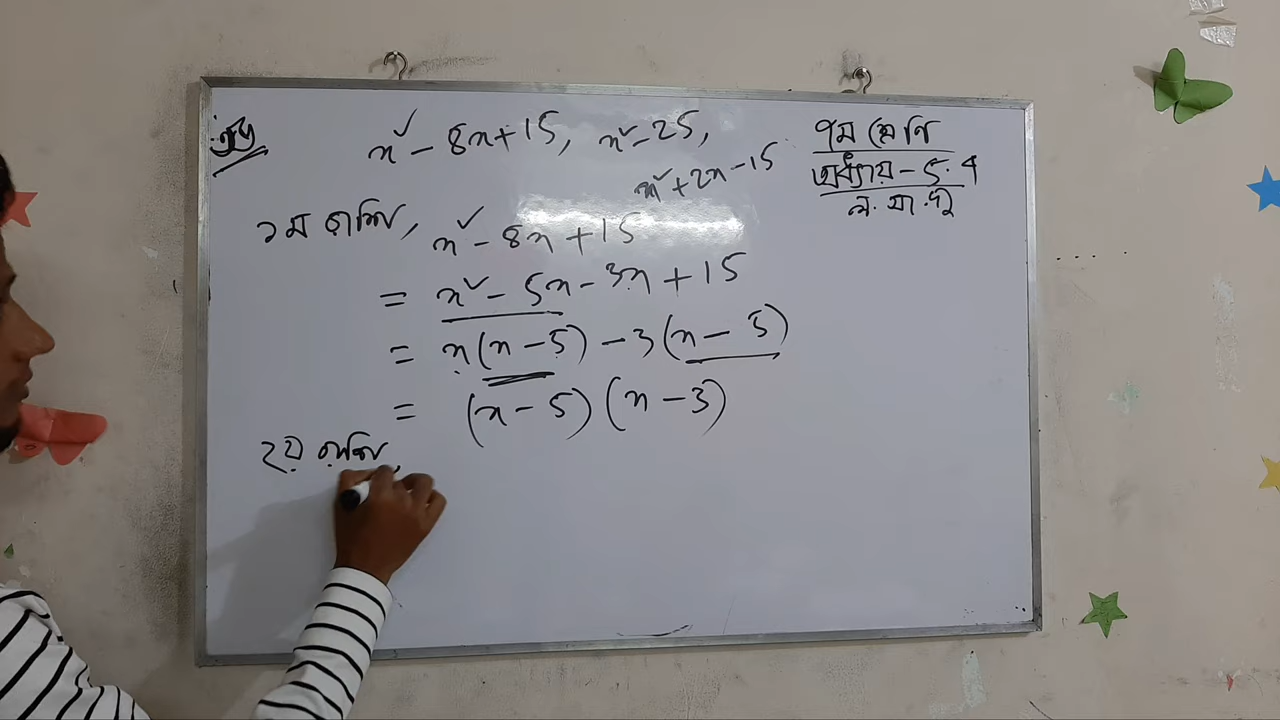 x² - 8x + 15, x² - 25,
x² + 2x - 15
৭ম শ্রেণি
অধ্যায় - 5.4
ল. সা. গু
১ম রাশি, x² - 8x + 15
= x² - 5x - 3x + 15
= x(x - 5) - 3(x - 5)
= (x - 5)(x - 3)
২য় রাশি,